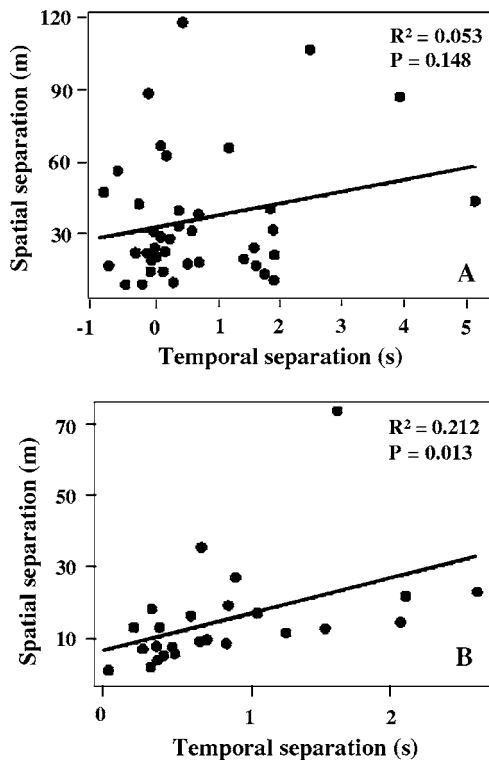 120
90
60
30
Spatial separation (m)
R² = 0.053
P = 0.148
A
-1 0 1 2 3 4 5
Temporal separation (s)
70
50
30
10
Spatial separation (m)
R² = 0.212
P = 0.013
B
0 1 2
Temporal separation (s)